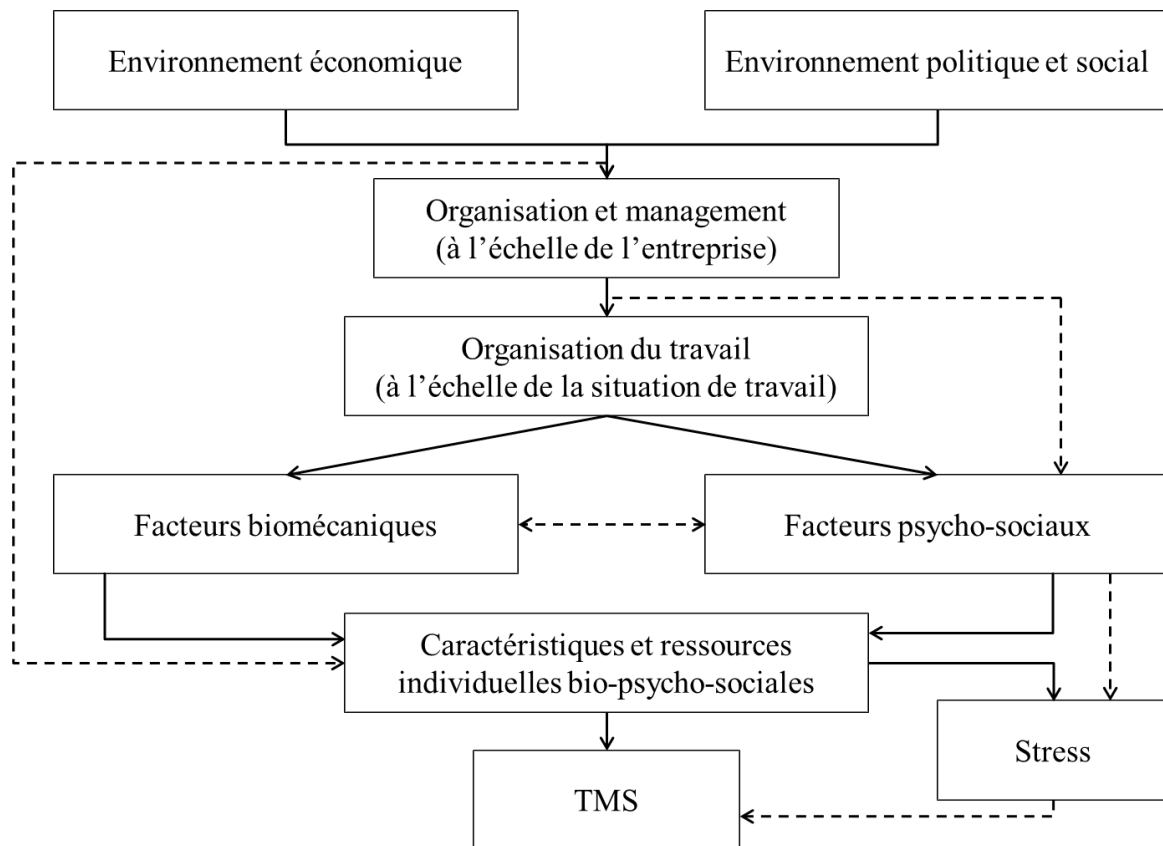 Environnement économique
Environnement politique et social
Organisation et management
(à l’échelle de l’entreprise)
Organisation du travail
(à l’échelle de la situation de travail)
Facteurs biomécaniques
Facteurs psycho-sociaux
Caractéristiques et ressources
individuelles bio-psycho-sociales
Stress
TMS